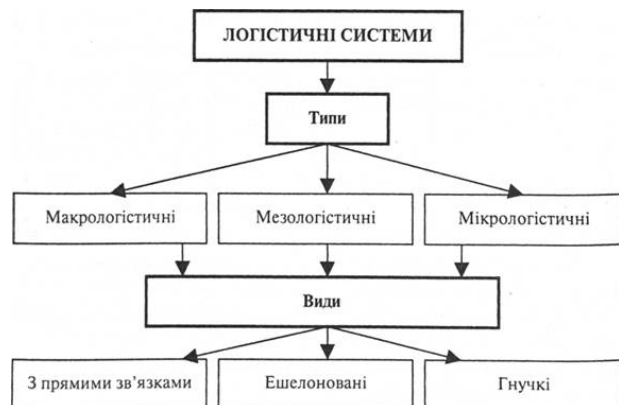 ЛОГІСТИЧНІ СИСТЕМИ
Типи
Макрологістичні
Мезологістичні
Мікрологістичні
Види
З прямими зв'язками
Ешелоновані
Гнучкі